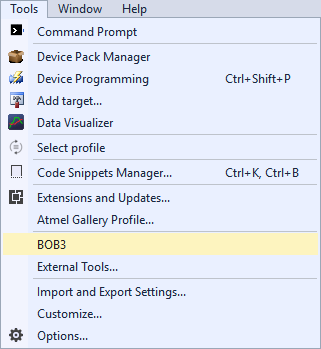 Tools Window Help
Command Prompt
Device Pack Manager
Device Programming Ctrl+Shift+P
Add target...
Data Visualizer
Select profile
Code Snippets Manager... Ctrl+K, Ctrl+B
Extensions and Updates...
Atmel Gallery Profile...
BOB3
External Tools...
Import and Export Settings...
Customize...
Options...